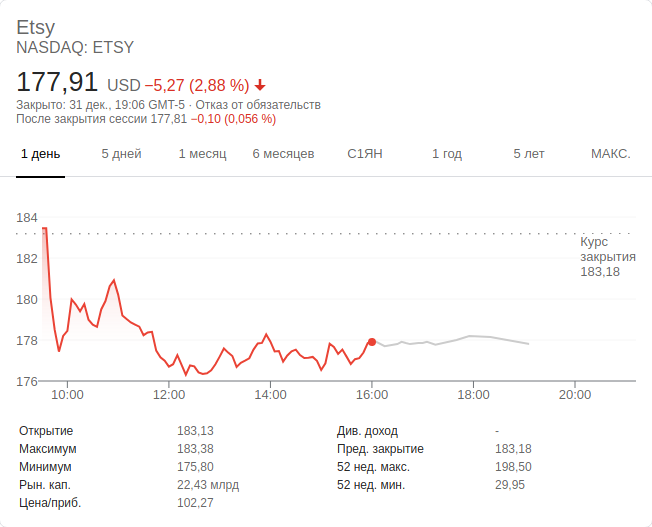 Etsy
NASDAQ: ETSY
177,91 USD −5,27 (2,88 %)
Закрыто: 31 дек., 19:06 GMT-5 · Отказ от обязательств
После закрытия сессии 177,81 −0,10 (0,056 %)
1 день 5 дней 1 месяц 6 месяцев С1ЯН 1 год 5 лет МАКС.
184
Курс
закрытия
183,18
182
180
178
176
10:00 12:00 14:00 16:00 18:00 20:00
Открытие 183,13 Див. доход -
Максимум 183,38 Пред. закрытие 183,18
Минимум 175,80 52 нед. макс. 198,50
Рын. кап. 22,43 млрд 52 нед. мин. 29,95
Цена/приб. 102,27